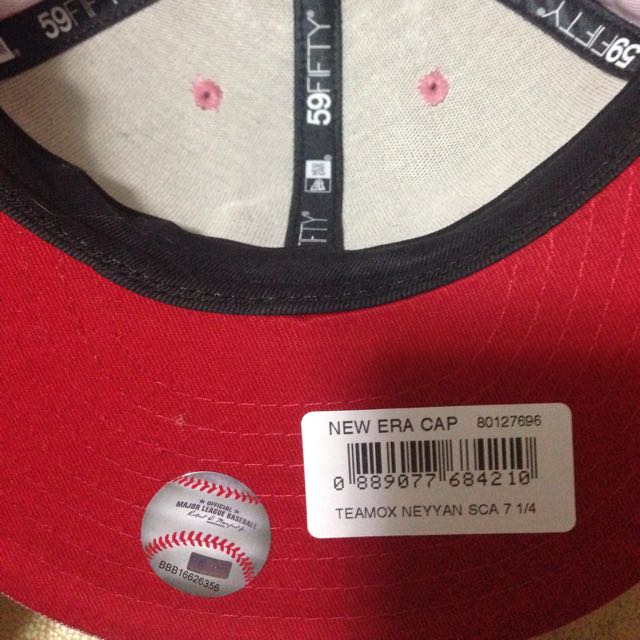 59FIFTY
59FIFTY
59FIFTY
FIFTY
NEW ERA CAP 80127696
0 889077 684210
TEAMOX NEYYAN SCA 7 1/4
OFFICIAL
MAJOR LEAGUE BASEBALL
BBB16626356